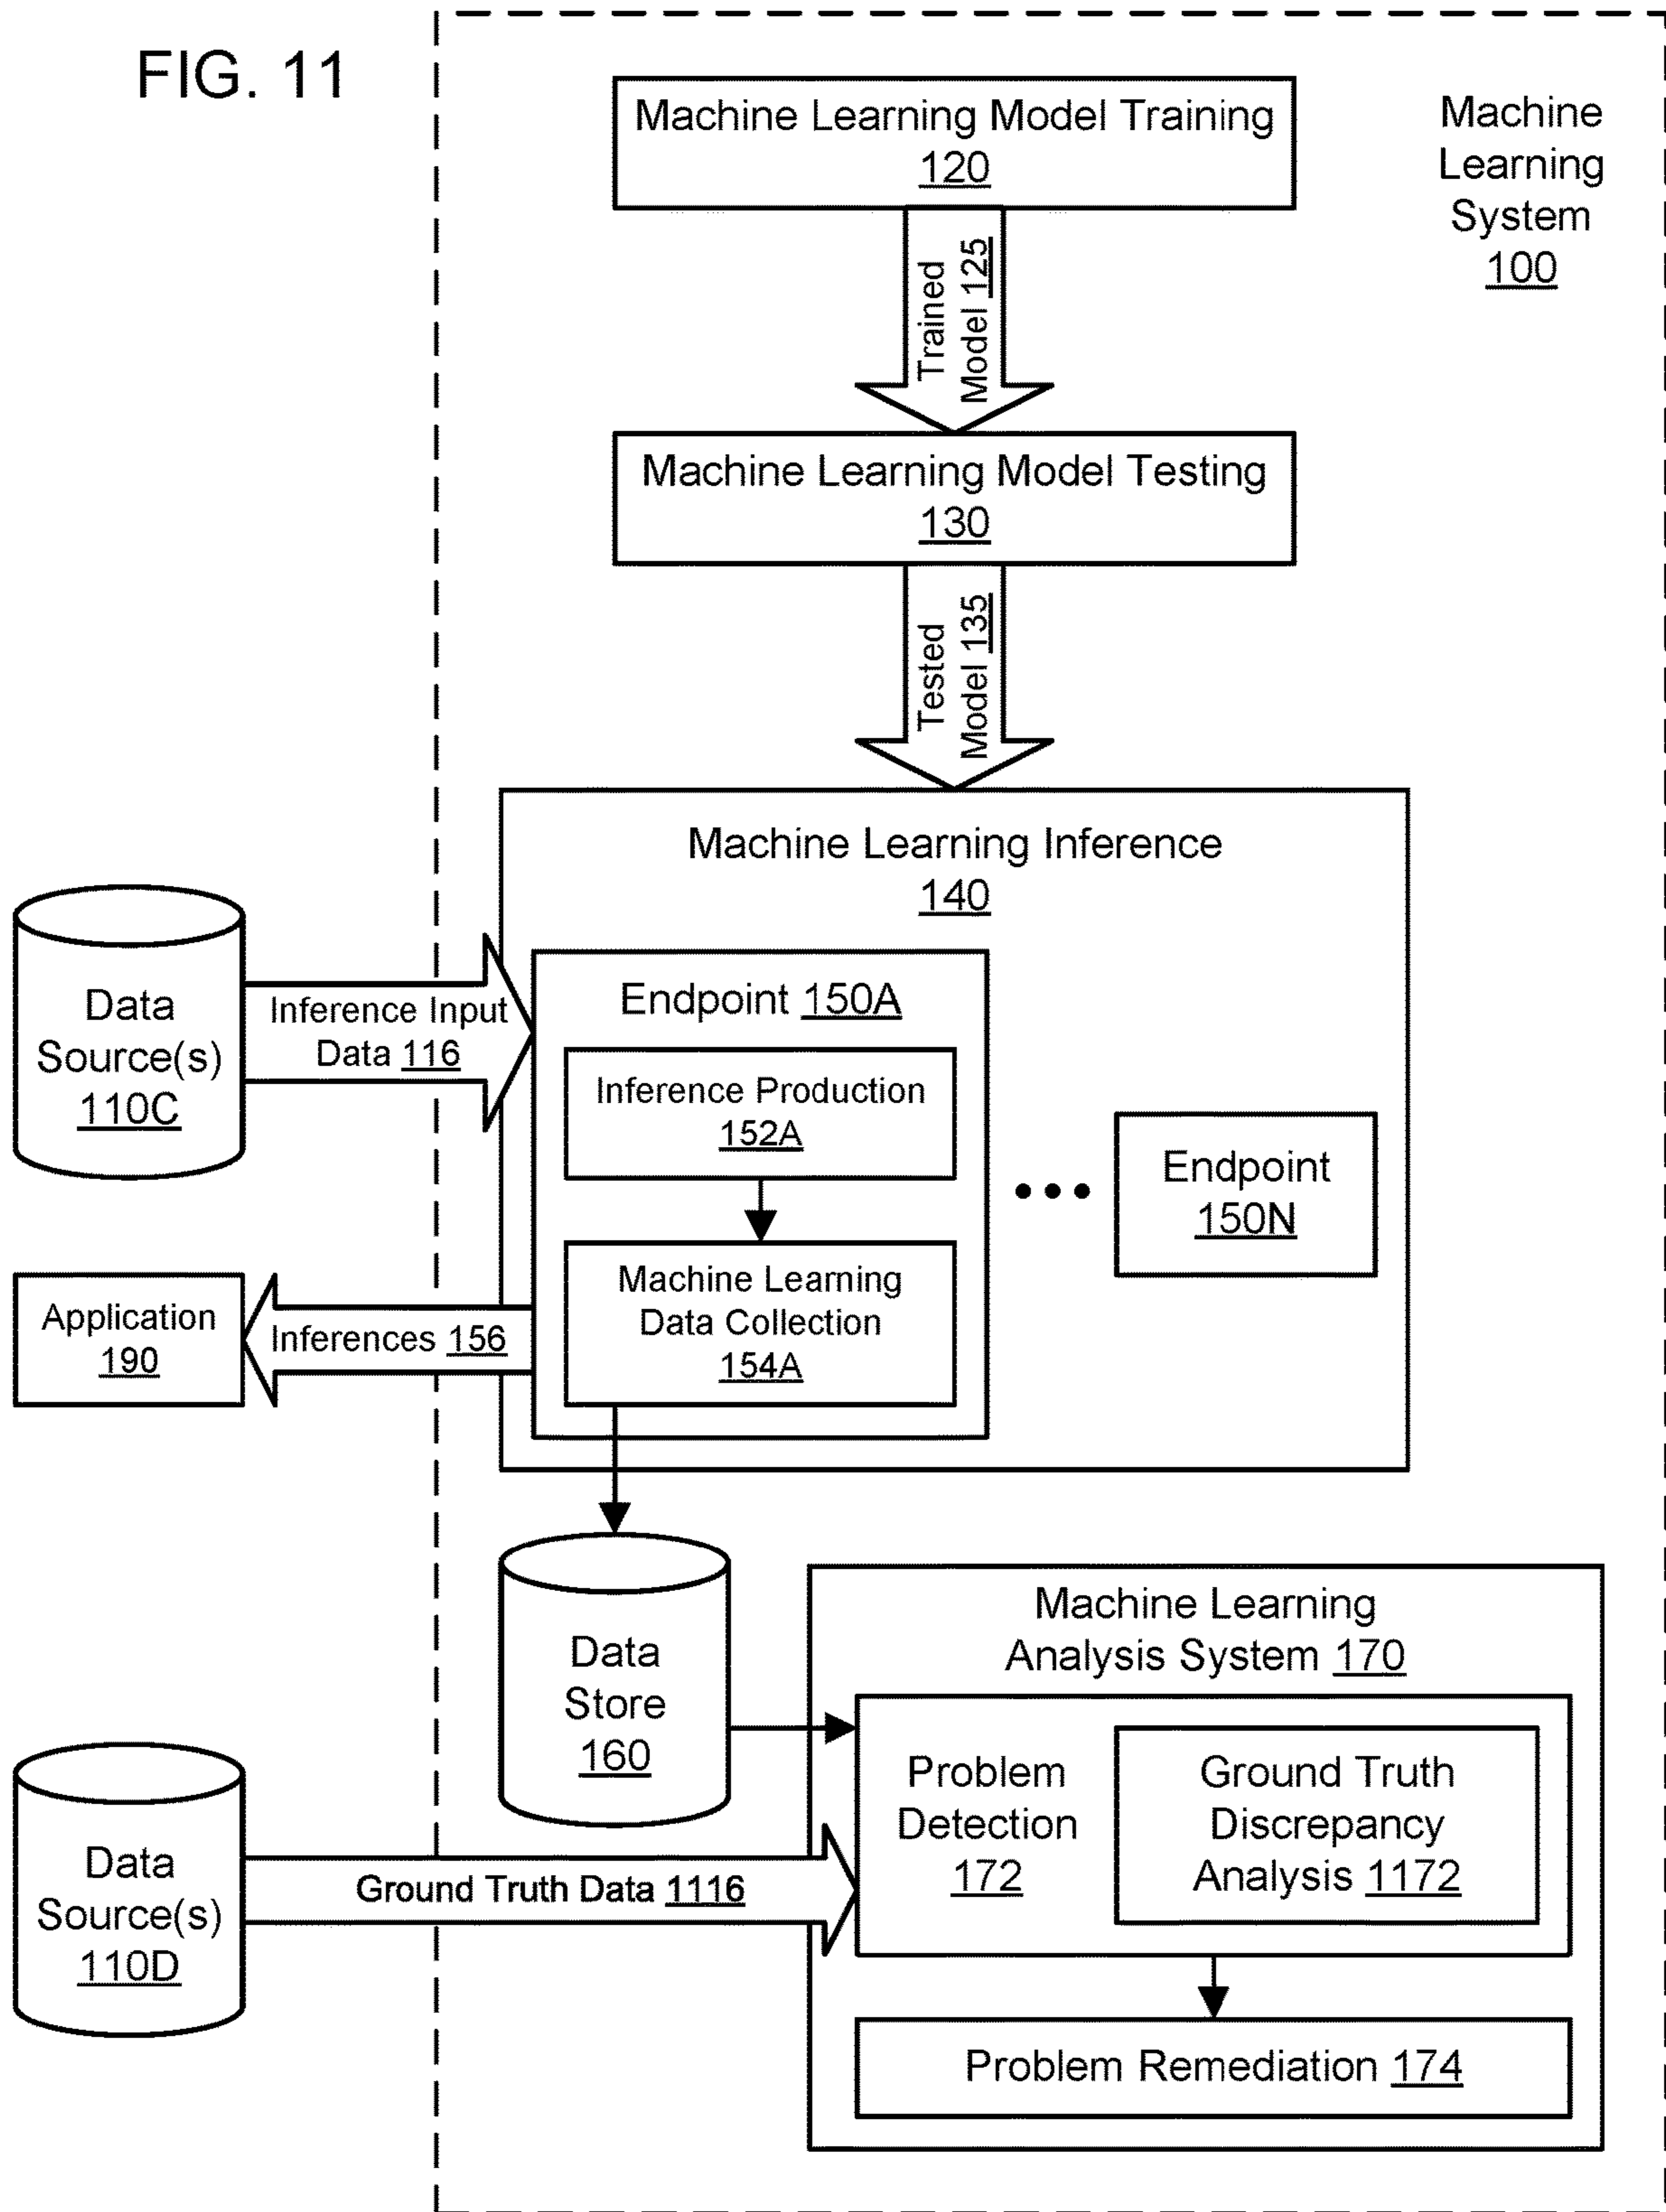 FIG. 11
Machine
Learning
System
100
Machine Learning Model Training
120
Trained
Model 125
Machine Learning Model Testing
130
Tested
Model 135
Machine Learning Inference
140
Data
Source(s)
110C
Inference Input
Data 116
Endpoint 150A
Inference Production
152A
Machine Learning
Data Collection
154A
Endpoint
150N
Application
190
Inferences 156
Data
Store
160
Machine Learning
Analysis System 170
Problem
Detection
172
Ground Truth
Discrepancy
Analysis 1172
Data
Source(s)
110D
Ground Truth Data 1116
Problem Remediation 174